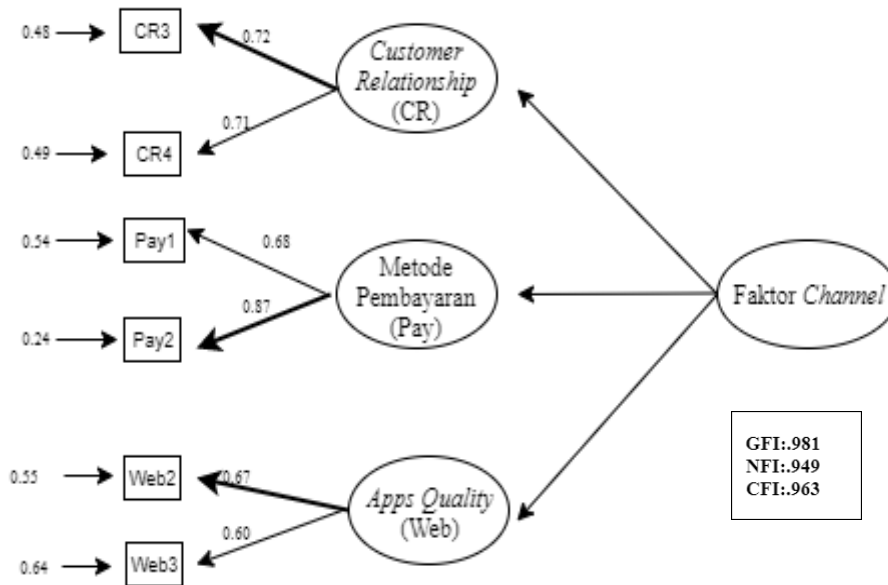 0.48
CR3
0.72
Customer
Relationship
(CR)
0.49
CR4
0.71
0.54
Pay1
0.68
Metode
Pembayaran
(Pay)
0.24
Pay2
0.87
Faktor Channel
0.55
Web2
0.67
Apps Quality
(Web)
0.64
Web3
0.60
GFI:.981
NFI:.949
CFI:.963